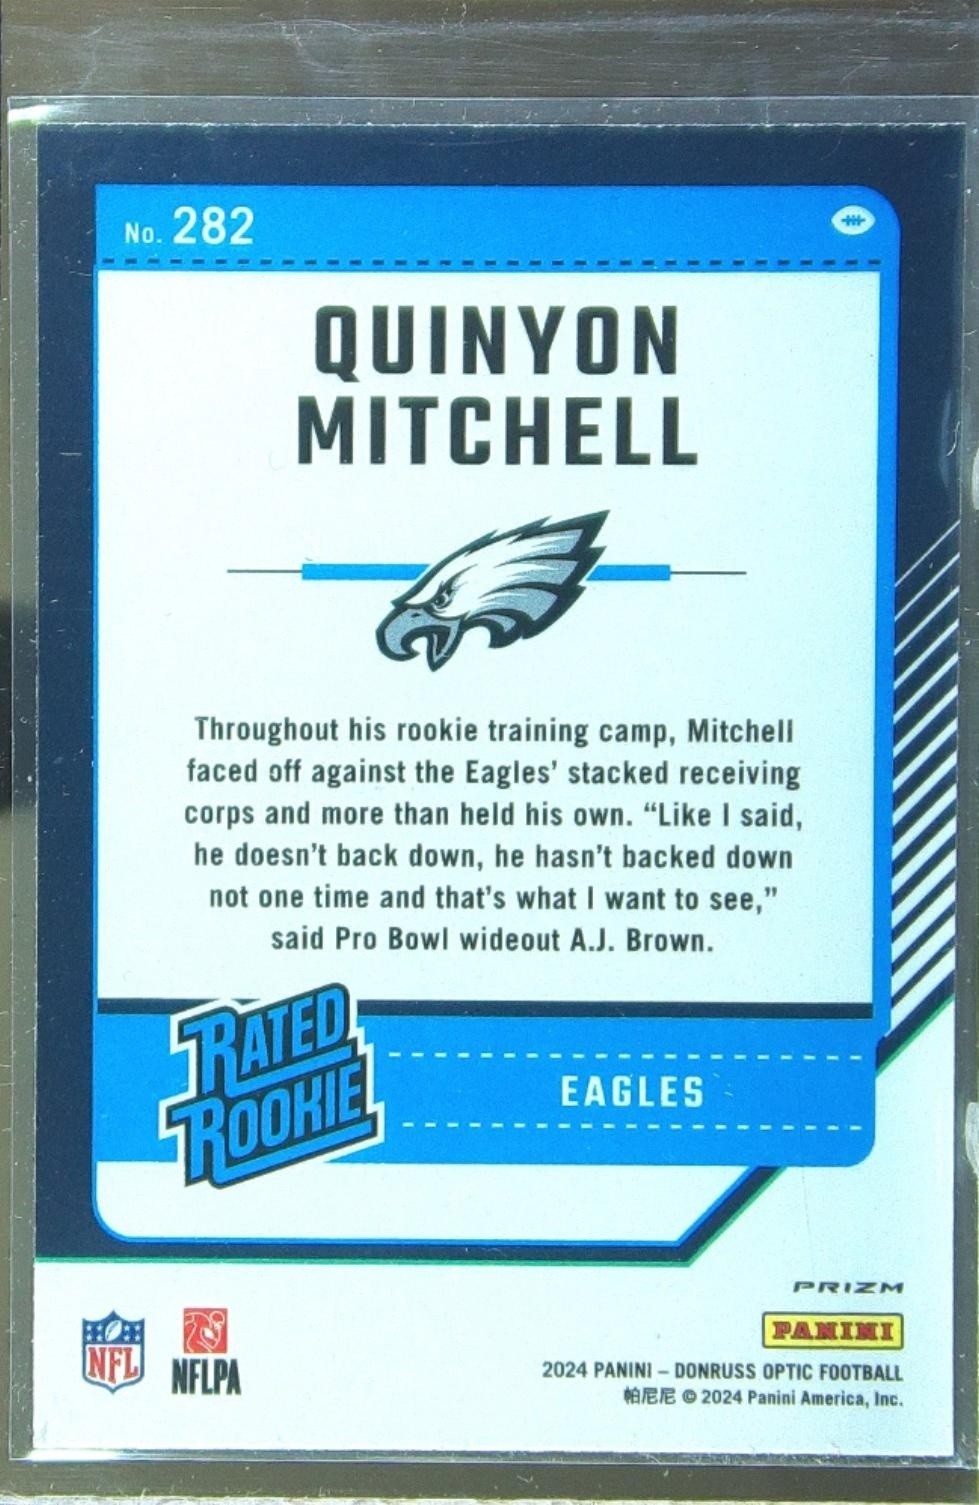 No. 282
QUINYON
MITCHELL
Throughout his rookie training camp, Mitchell
faced off against the Eagles’ stacked receiving
corps and more than held his own. “Like I said,
he doesn’t back down, he hasn’t backed down
not one time and that’s what I want to see,”
said Pro Bowl wideout A.J. Brown.
RATED
ROOKIE
EAGLES
PRIZM
PANINI
NFL
NFLPA
2024 PANINI – DONRUSS OPTIC FOOTBALL
帕尼尼 © 2024 Panini America, Inc.